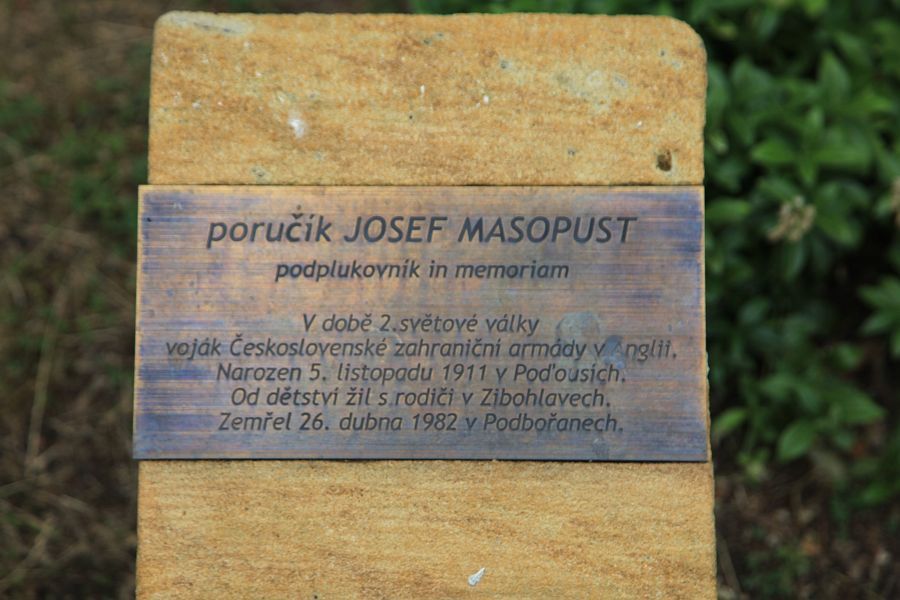 poručík JOSEF MASOPUST
podplukovník in memoriam
V době 2.světové války
voják Československé zahraniční armády v Anglii.
Narozen 5. listopadu 1911 v Poďousích.
Od dětství žil s rodiči v Zibohlavech.
Zemřel 26. dubna 1982 v Podbořanech.